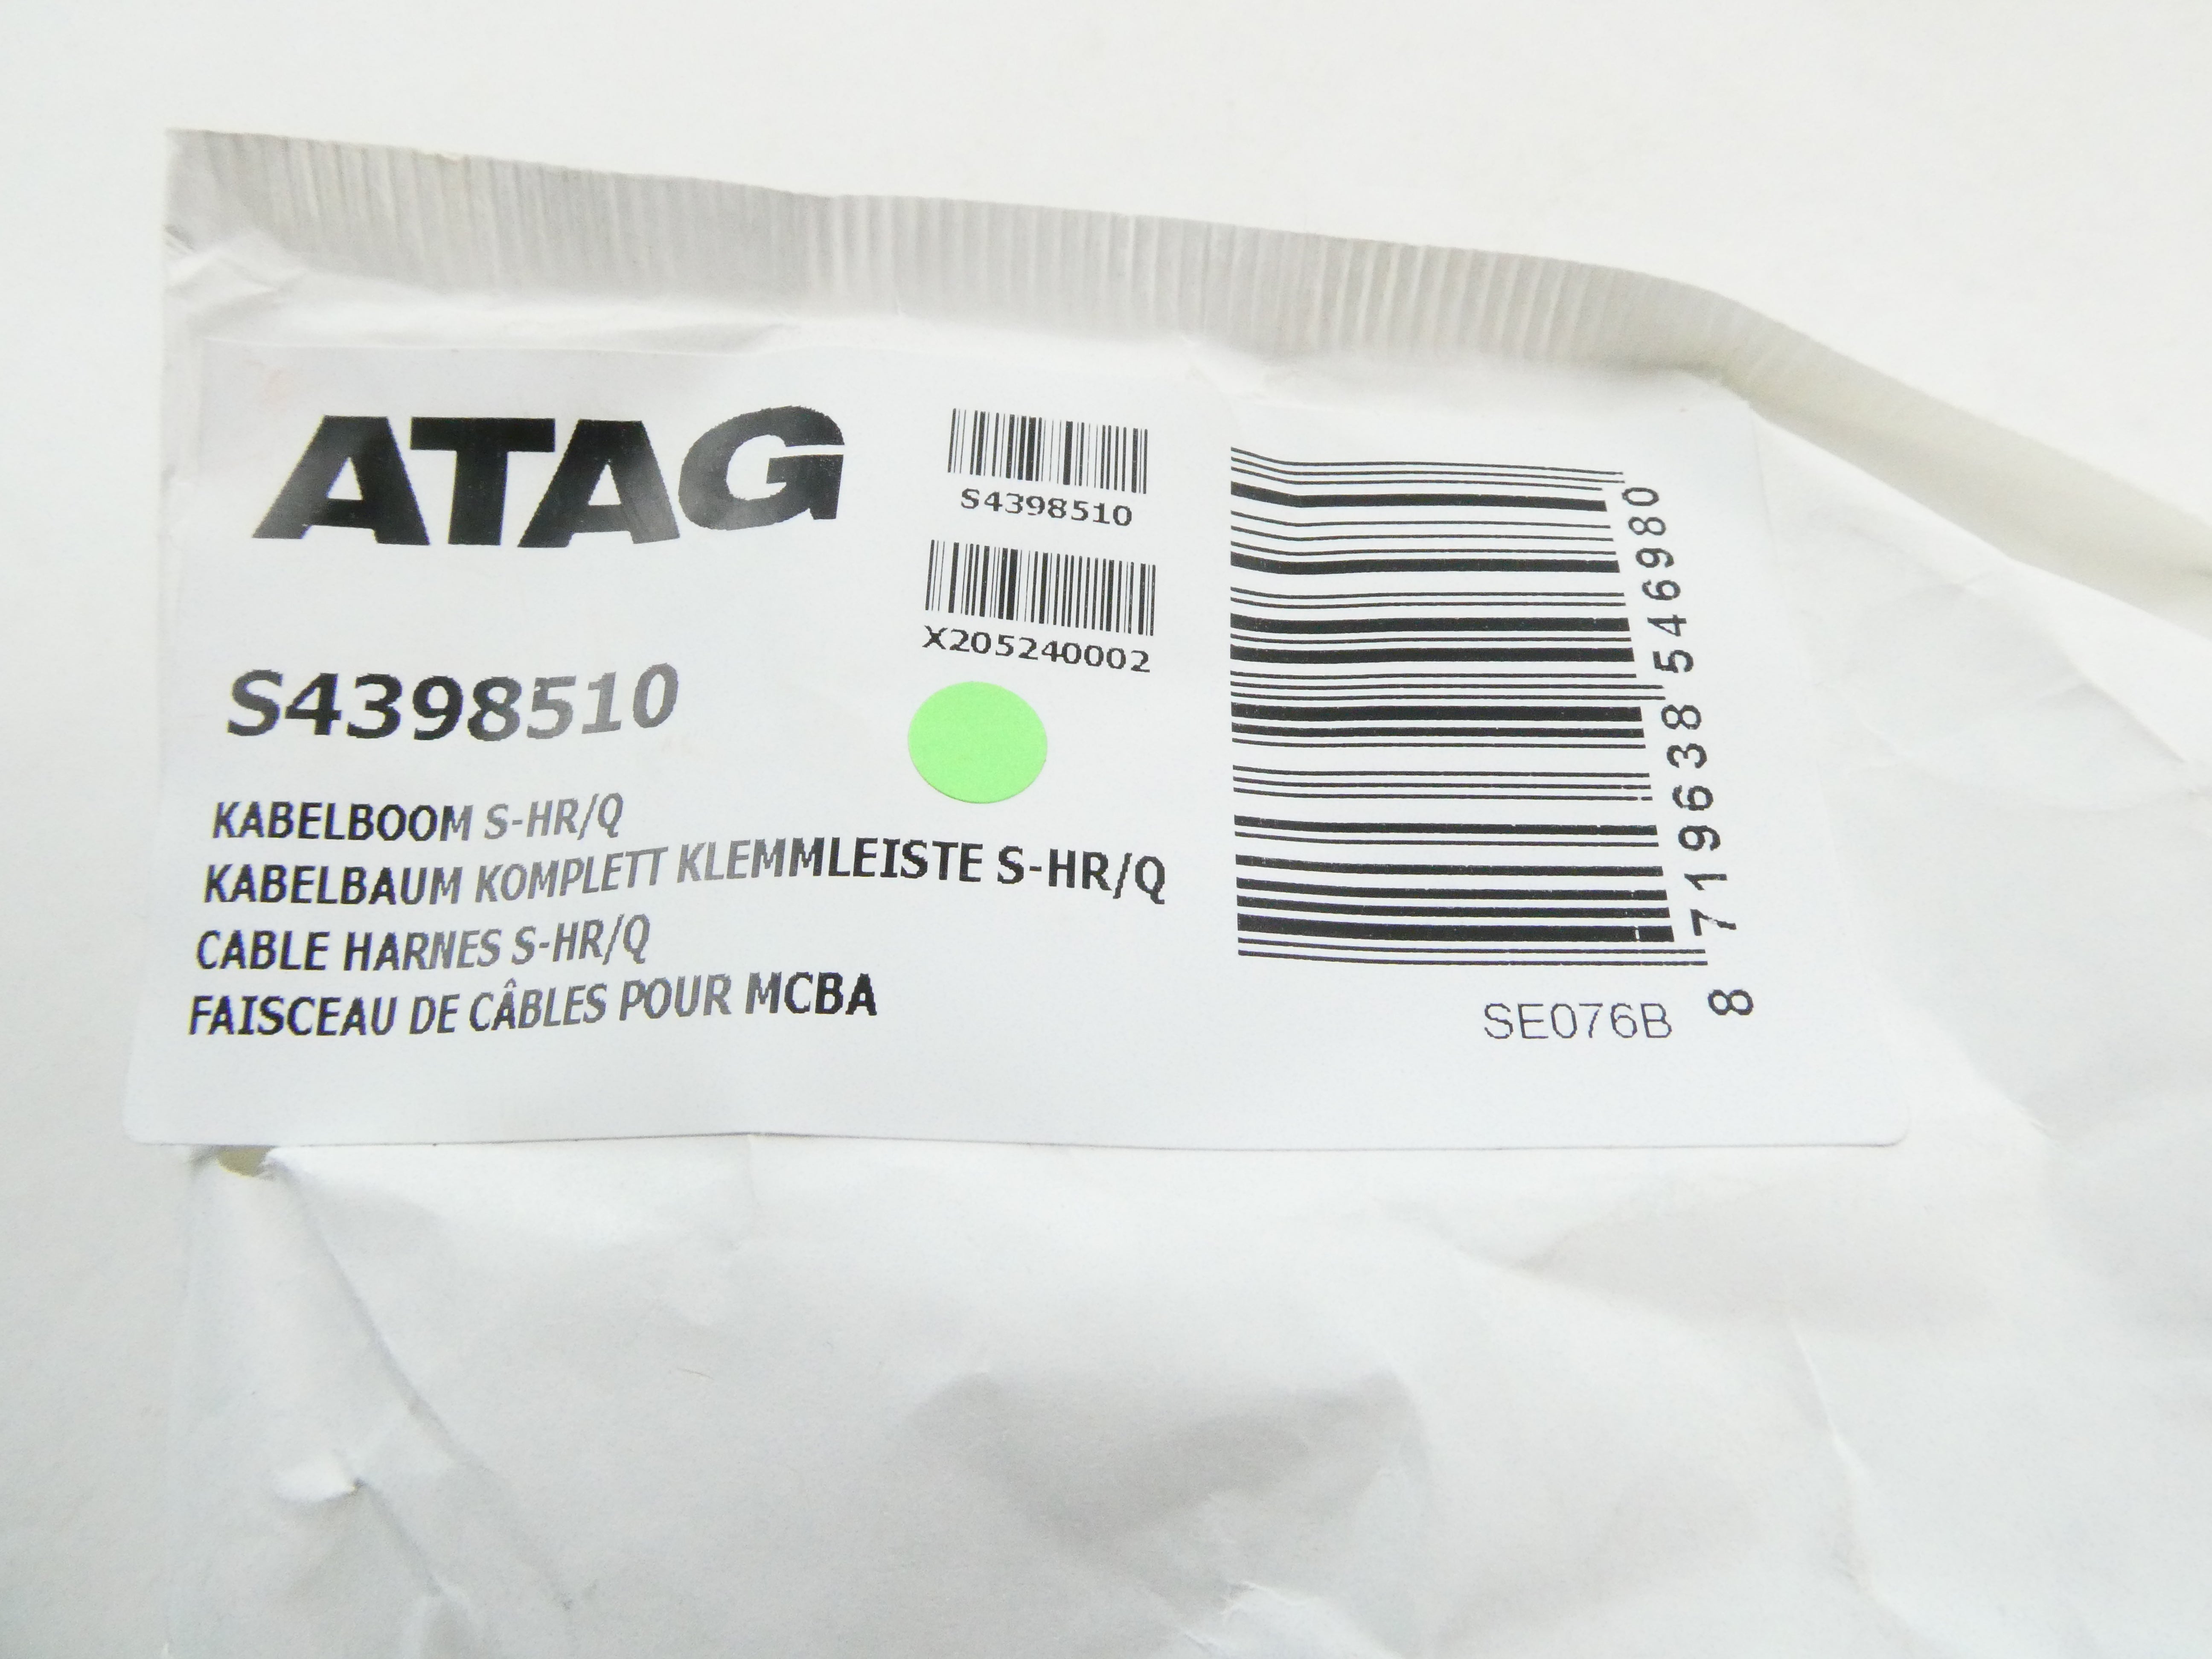 ATAG
S4398510
X205240002
S4398510
KABELBOOM S-HR/Q
KABELBAUM KOMPLETT KLEMMLEISTE S-HR/Q
CABLE HARNES S-HR/Q
FAISCEAU DE CÂBLES POUR MCBA
8 719638 546980
SE076B